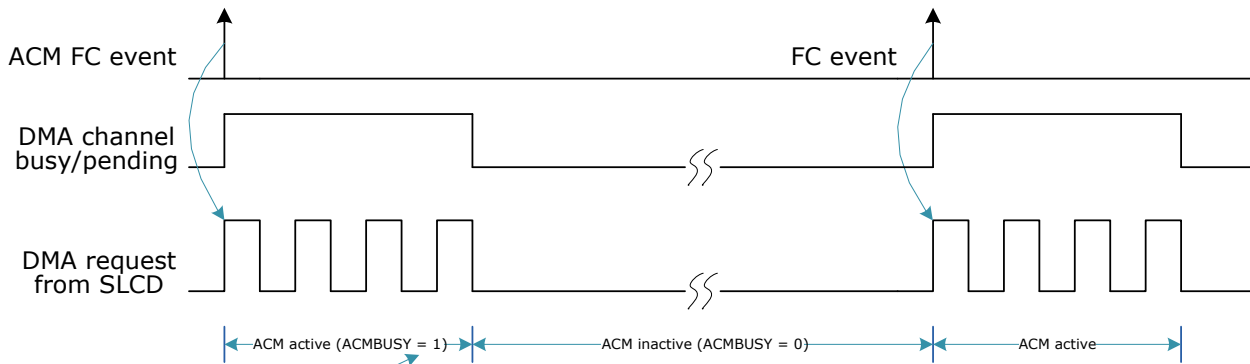 ACM FC event
FC event
DMA channel
busy/pending
DMA request
from SLCD
ACM active (ACMBUSY = 1)
ACM inactive (ACMBUSY = 0)
ACM active